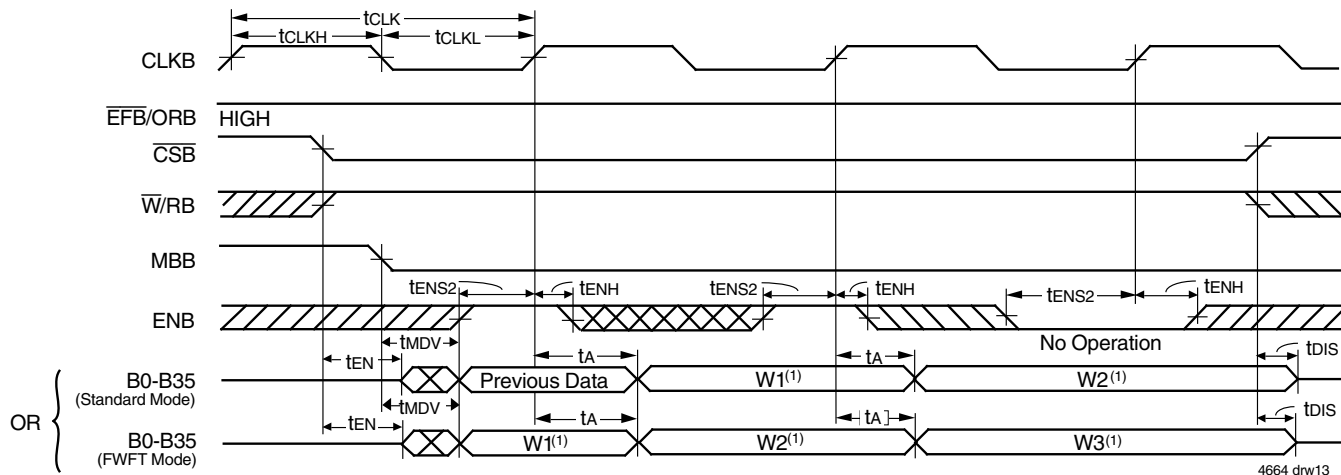 tCLK
tCLKH tCLKL
CLKB
EFB/ORB HIGH
CSB
W/RB
MBB
tENS2 tENH tENS2 tENH tENS2 tENH
ENB
No Operation
tMDV
tEN tA tA tDIS
B0-B35 Previous Data W1(1) W2(1)
(Standard Mode)
OR
tMDV
tEN tA tA tDIS
B0-B35 W1(1) W2(1) W3(1)
(FWFT Mode)
4664 drw13